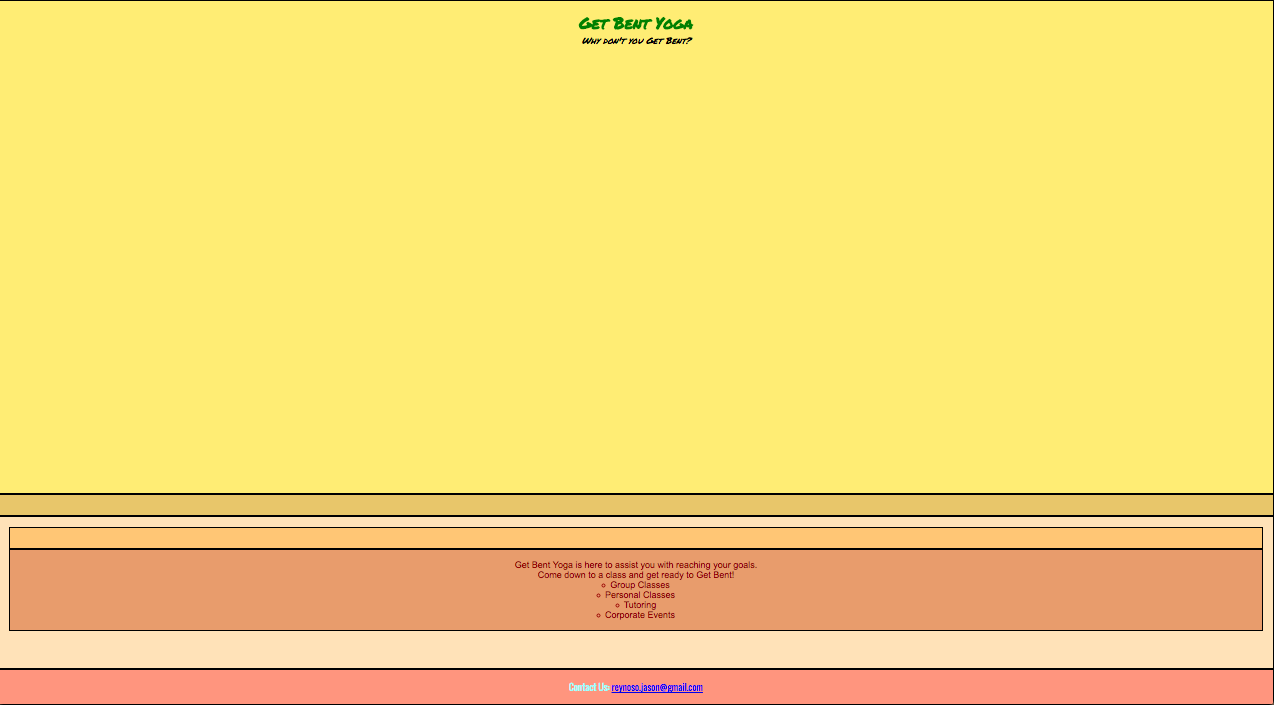 Get Bent Yoga
Why don't you Get Bent?
Get Bent Yoga is here to assist you with reaching your goals.
Come down to a class and get ready to Get Bent!
Group Classes
Personal Classes
Tutoring
Corporate Events
Contact Us: reynoso.jason@gmail.com